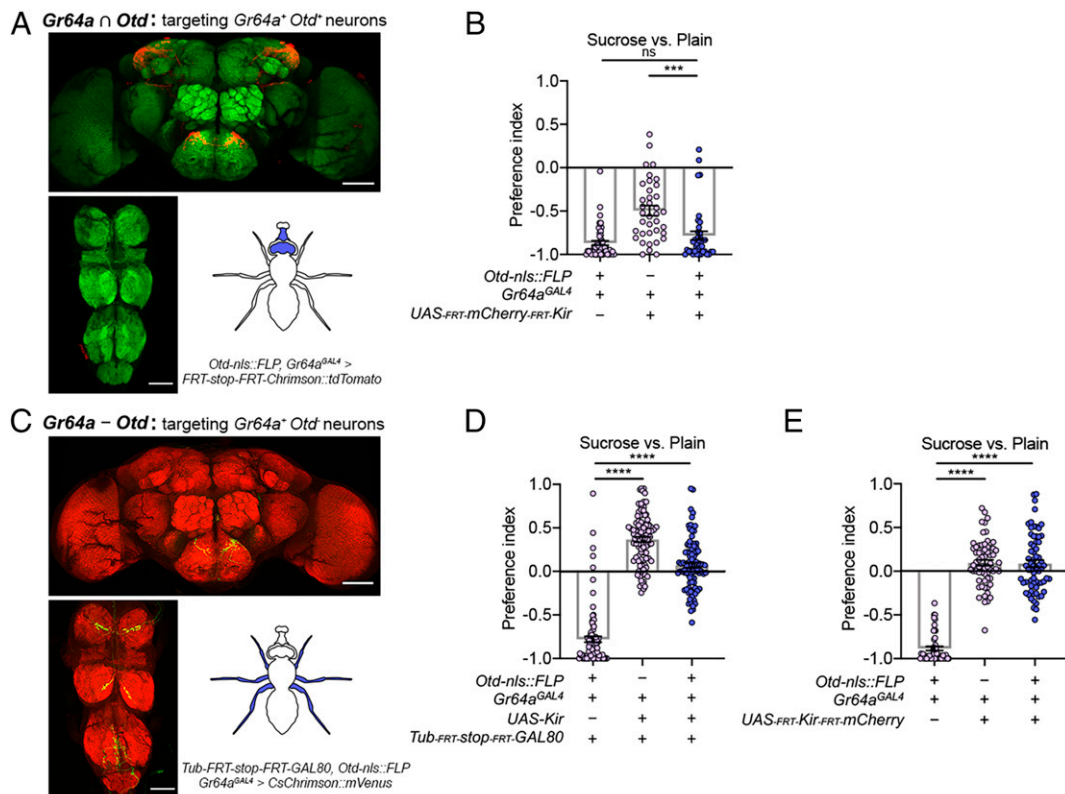 A Gr64a ∩ Otd: targeting Gr64a⁺ Otd⁺ neurons
Otd-nls::FLP, Gr64aᴳᴬᴸ⁴ >
FRT-stop-FRT-Chrimson::tdTomato
B
Sucrose vs. Plain
ns
***
Preference index
1.0
0.5
0.0
-0.5
-1.0
Otd-nls::FLP + – +
Gr64aᴳᴬᴸ⁴ + + +
UAS-FRT-mCherry-FRT-Kir – + +
C Gr64a – Otd: targeting Gr64a⁺ Otd⁻ neurons
Tub-FRT-stop-FRT-GAL80, Otd-nls::FLP
Gr64aᴳᴬᴸ⁴ > CsChrimson::mVenus
D
Sucrose vs. Plain
****
****
Preference index
1.0
0.5
0.0
-0.5
-1.0
Otd-nls::FLP + – +
Gr64aᴳᴬᴸ⁴ + + +
UAS-Kir – + +
Tub-FRT-stop-FRT-GAL80 + + +
E
Sucrose vs. Plain
****
****
Preference index
1.0
0.5
0.0
-0.5
-1.0
Otd-nls::FLP + – +
Gr64aᴳᴬᴸ⁴ + + +
UAS-FRT-Kir-FRT-mCherry – + +